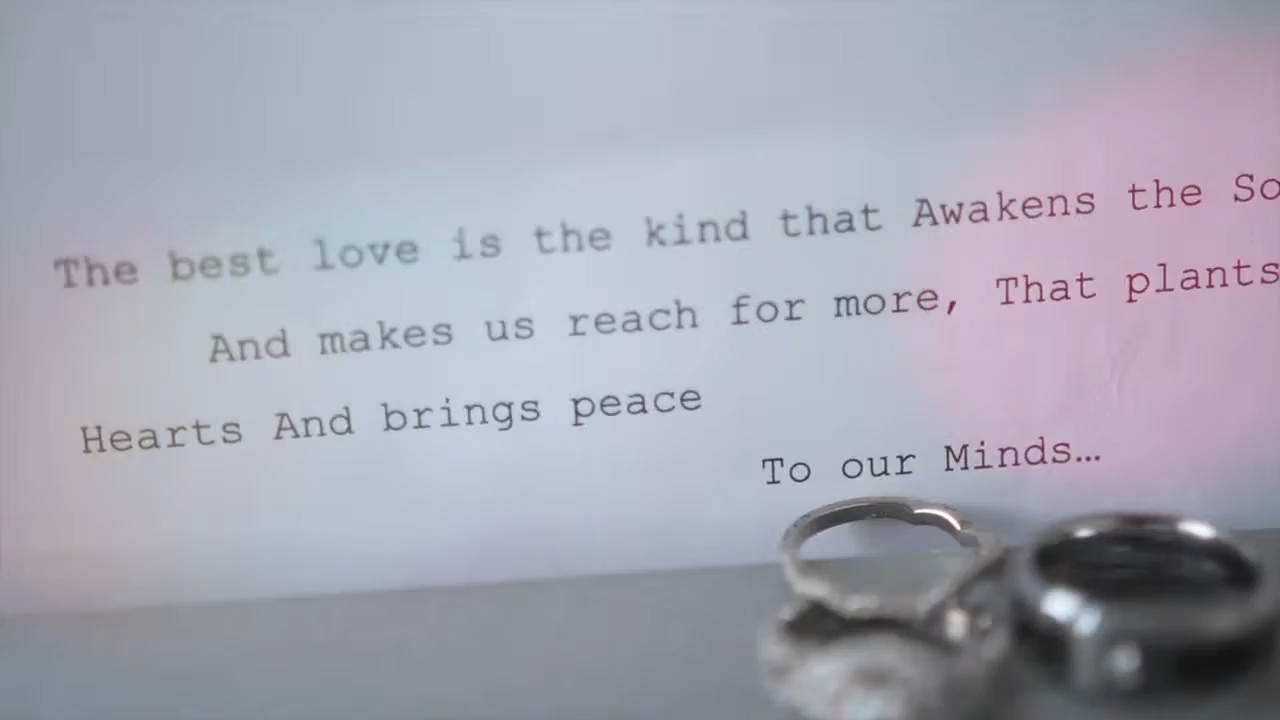 The best love is the kind that Awakens the So
And makes us reach for more, That plants
Hearts And brings peace
To our Minds…